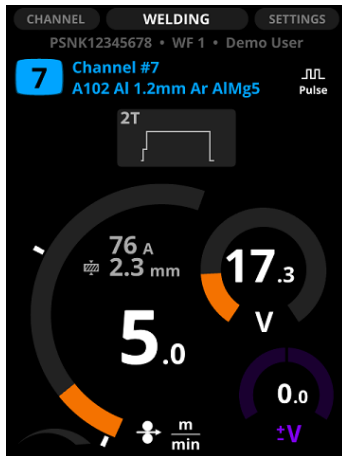 CHANNEL WELDING SETTINGS
PSNK12345678 • WF 1 • Demo User
7 Channel #7
A102 Al 1.2mm Ar AlMg5
Pulse
2T
76 A
2.3 mm
17.3
V
5.0
m
min
0.0
±V